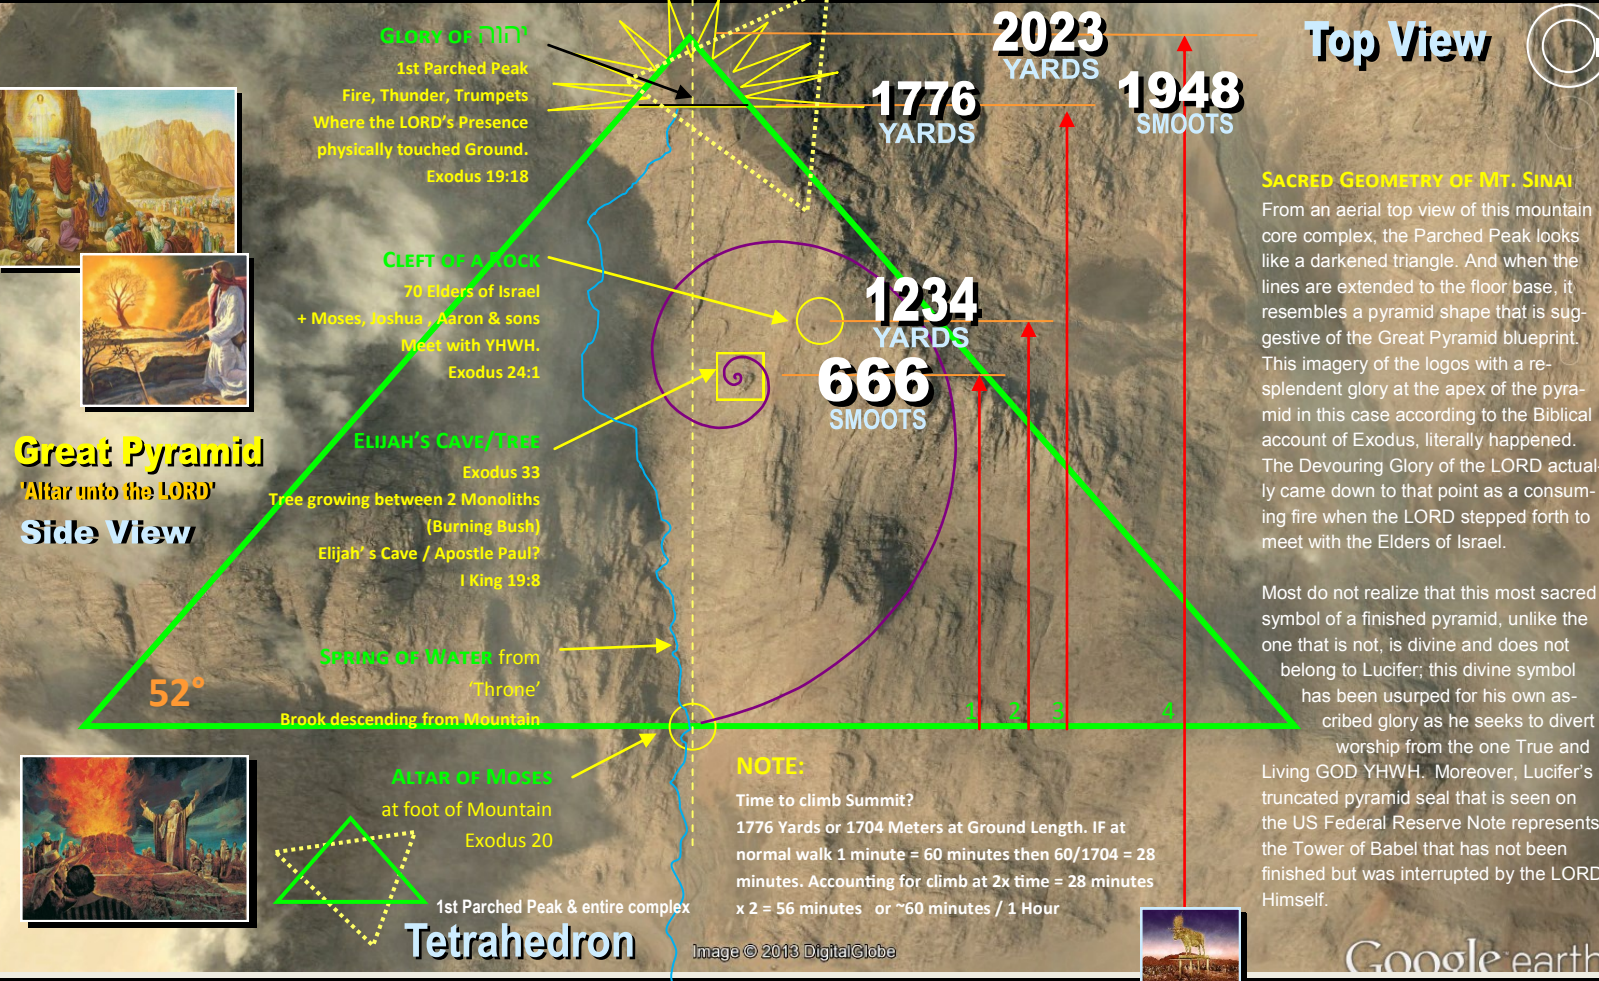 GLORY OF יהוה
1st Parched Peak
Fire, Thunder, Trumpets
Where the LORD's Presence
physically touched Ground.
Exodus 19:18
2023
YARDS
1776
YARDS
1948
SMOOTS
Top View
CLEFT OF A ROCK
70 Elders of Israel
+ Moses, Joshua , Aaron & sons
Meet with YHWH.
Exodus 24:1
1234
YARDS
666
SMOOTS
ELIJAH'S CAVE/TREE
Exodus 33
Tree growing between 2 Monoliths
(Burning Bush)
Elijah' s Cave / Apostle Paul?
I King 19:8
Great Pyramid
'Altar unto the LORD'
Side View
52°
SPRING OF WATER from
'Throne'
Brook descending from Mountain
1 2 3 4
ALTAR OF MOSES
at foot of Mountain
Exodus 20
1st Parched Peak & entire complex
Tetrahedron
NOTE:
Time to climb Summit?
1776 Yards or 1704 Meters at Ground Length. IF at
normal walk 1 minute = 60 minutes then 60/1704 = 28
minutes. Accounting for climb at 2x time = 28 minutes
x 2 = 56 minutes or ~60 minutes / 1 Hour
Image © 2013 DigitalGlobe
SACRED GEOMETRY OF MT. SINAI
From an aerial top view of this mountain
core complex, the Parched Peak looks
like a darkened triangle. And when the
lines are extended to the floor base, it
resembles a pyramid shape that is sug-
gestive of the Great Pyramid blueprint.
This imagery of the logos with a re-
splendent glory at the apex of the pyra-
mid in this case according to the Biblical
account of Exodus, literally happened.
The Devouring Glory of the LORD actual-
ly came down to that point as a consum-
ing fire when the LORD stepped forth to
meet with the Elders of Israel.
Most do not realize that this most sacred
symbol of a finished pyramid, unlike the
one that is not, is divine and does not
belong to Lucifer; this divine symbol
has been usurped for his own as-
cribed glory as he seeks to divert
worship from the one True and
Living GOD YHWH. Moreover, Lucifer's
truncated pyramid seal that is seen on
the US Federal Reserve Note represents
the Tower of Babel that has not been
finished but was interrupted by the LORD
Himself.
Google earth